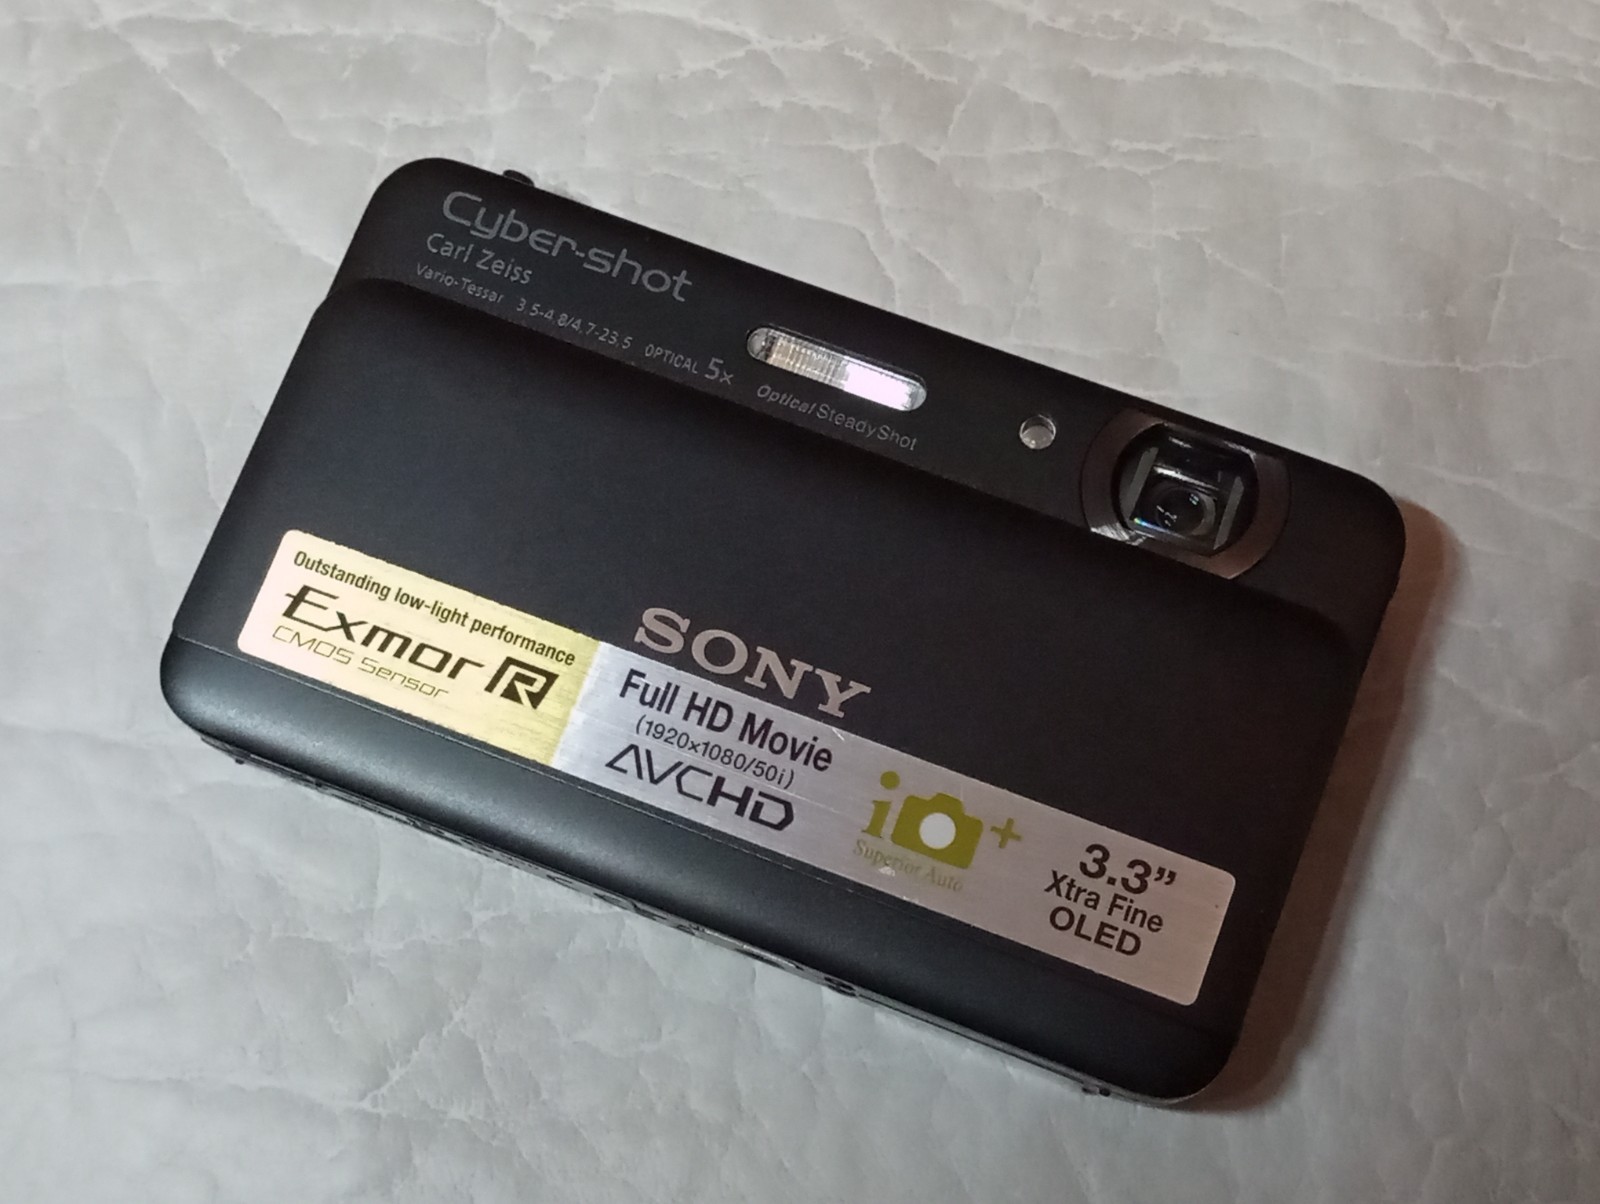 Cyber-shot
Carl Zeiss
Vario-Tessar 3.5-4.8/4.7-23.5 OPTICAL 5x
Optical SteadyShot
SONY
Outstanding low-light performance
Exmor R
CMOS Sensor
Full HD Movie
(1920x1080/50i)
AVCHD
i +
Superior Auto
3.3”
Xtra Fine
OLED